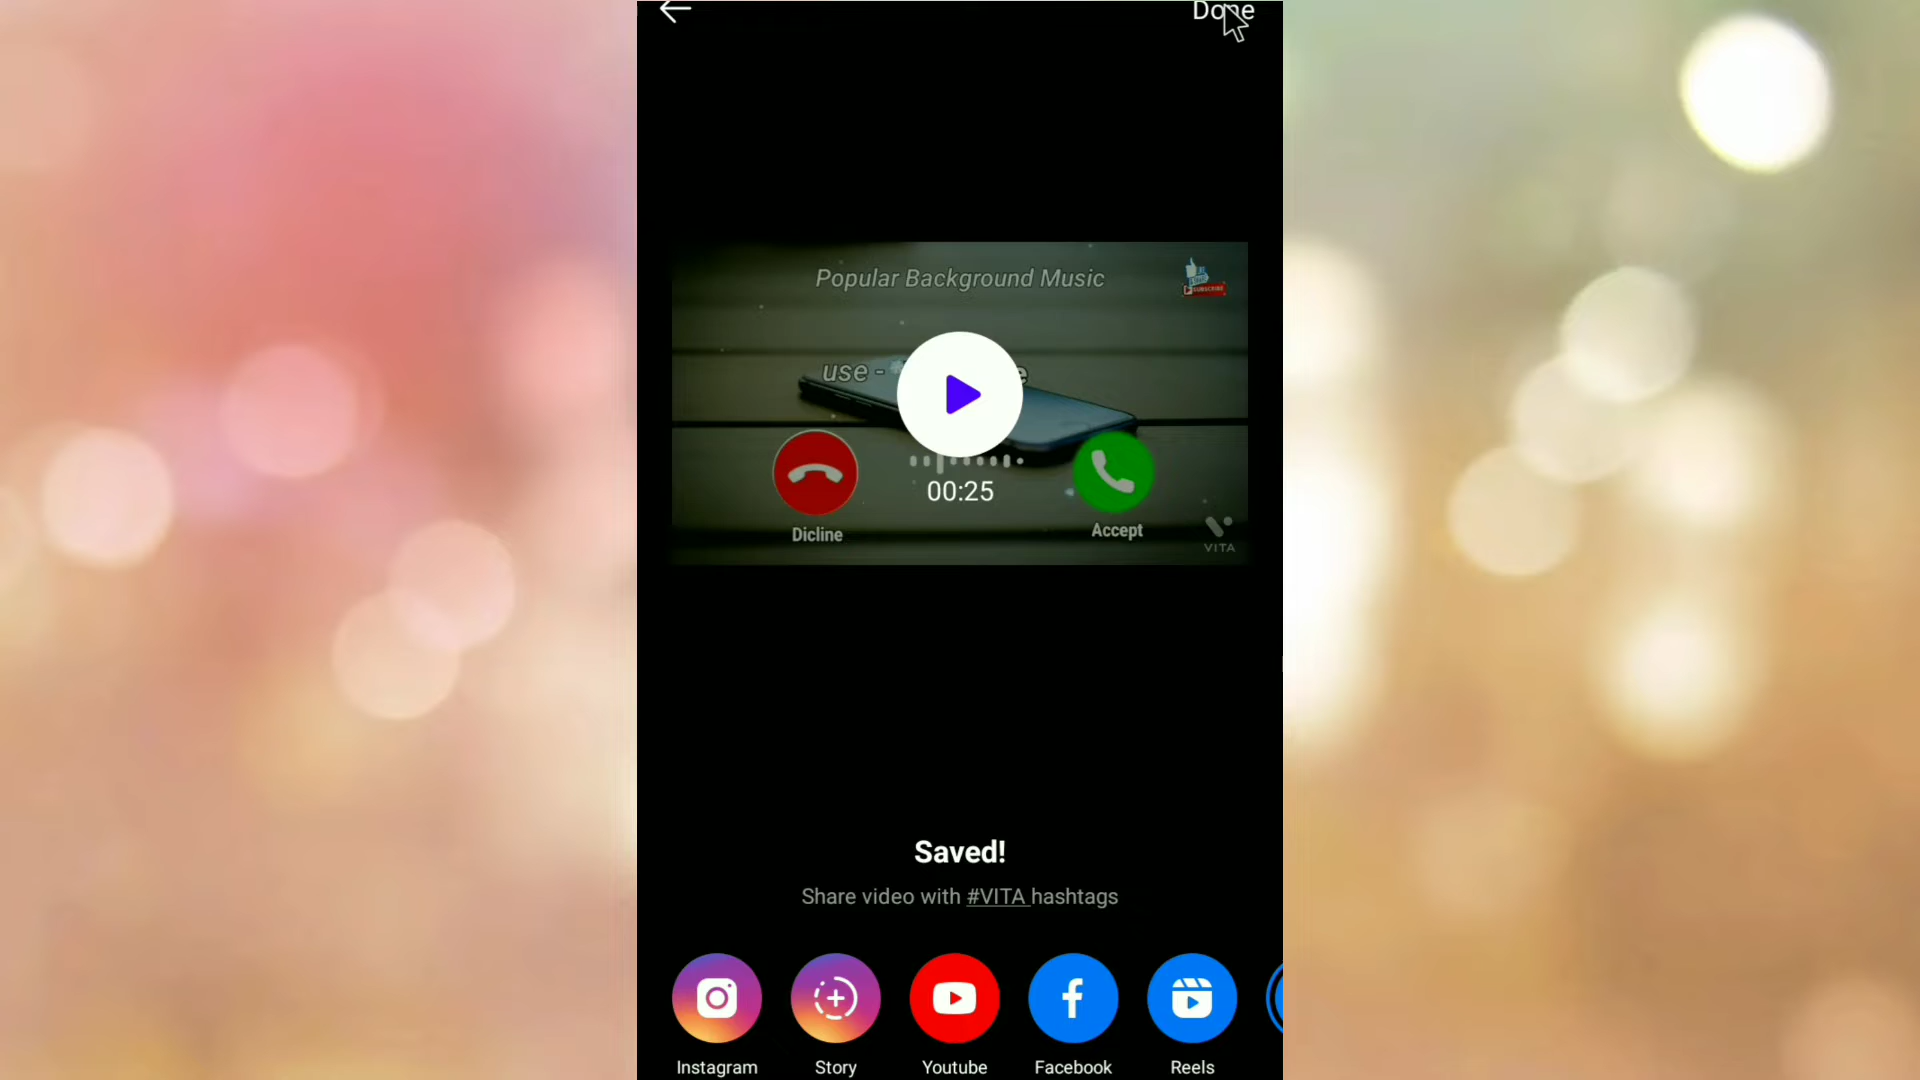 Done
Popular Background Music
SUBSCRIBE
use -
00:25
Dicline
Accept
VITA
Saved!
Share video with #VITA hashtags
Instagram
Story
Youtube
Facebook
Reels